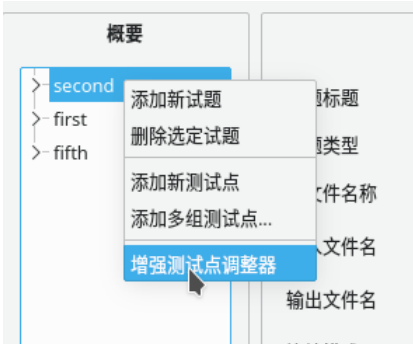 概要
second
first
fifth
添加新试题
删除选定试题
添加新测试点
添加多组测试点...
增强测试点调整器
题标题
题类型
文件名称
入文件名
输出文件名